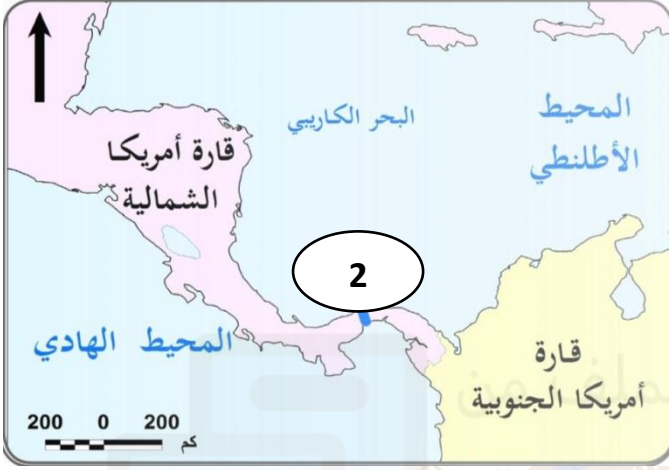 المحيط
الأطلنطي
البحر الكاريبي
قارة أمريكا
الشمالية
2
المحيط الهادي
قارة
أمريكا الجنوبية
200 0 200
كم